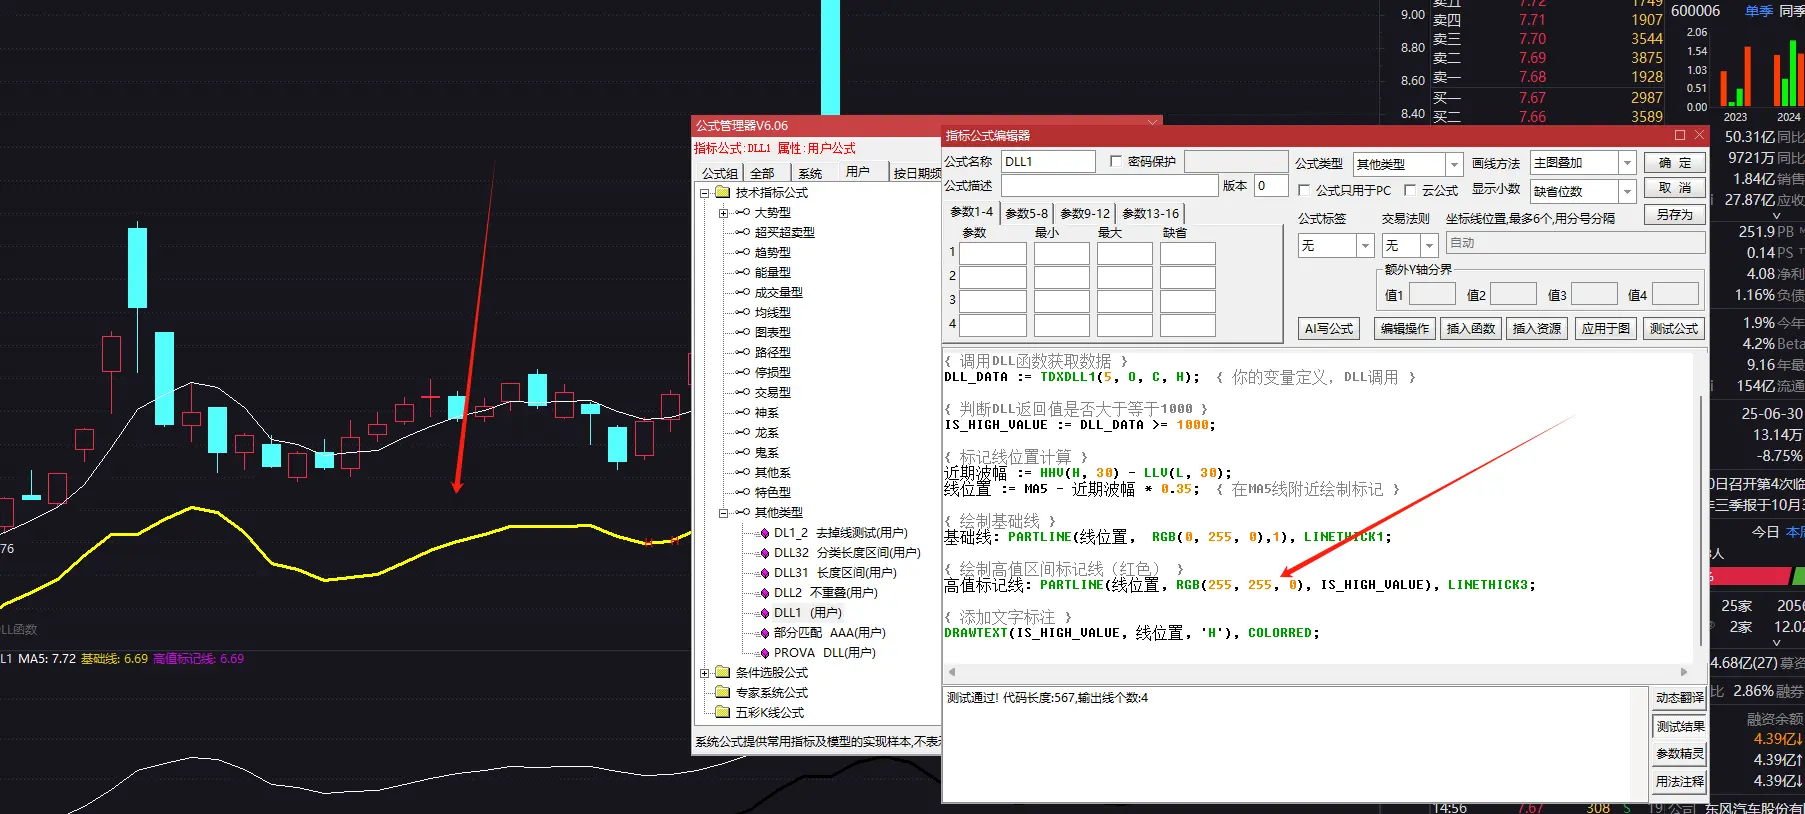 9.00
8.80
8.60
8.40
卖五 7.72 1749
卖四 7.71 1907
卖三 7.70 3544
卖二 7.69 3875
卖一 7.68 1928
买一 7.67 2987
买二 7.66 3589
600006 单季 同季
2.06
1.54
1.03
0.51
0.00
2023 2024
50.31亿 同比
9721万 同比
1.84亿 销售
27.87亿 应收
251.9 PB
0.14 PS
4.08 净利
1.16% 负债
1.9% 今年
4.2% Beta
9.16 年最
154亿 流通
25-06-30
13.14万
-8.75%
0日召开第4次临
年三季报于10月3
今日 本周
人
%
25家 2056
2家 12.02
4.68亿(27) 募资
比 2.86% 融券
融资余额
4.39亿↓
4.39亿↑
4.39亿↓
14:56 7.67 308 S 19 公司 东风汽车股份有
公式管理器V6.06
指标公式:DLL1 属性:用户公式
公式组 全部 系统 用户 按日期频
技术指标公式
大势型
超买超卖型
趋势型
能量型
成交量型
均线型
图表型
路径型
停损型
交易型
神系
龙系
鬼系
其他系
特色型
其他类型
DL1_2 去掉线测试(用户)
DLL32 分类长度区间(用户)
DLL31 长度区间(用户)
DLL2 不重叠(用户)
DLL1 (用户)
部分匹配 AAA(用户)
PROVA DLL(用户)
条件选股公式
专家系统公式
五彩K线公式
系统公式提供常用指标及模型的实现样本,不表
指标公式编辑器
公式名称 DLL1 密码保护 公式类型 其他类型 画线方法 主图叠加 确 定
公式描述 版本 0 公式只用于PC 云公式 显示小数 缺省位数 取 消
参数1-4 参数5-8 参数9-12 参数13-16 公式标签 交易法则 坐标线位置,最多6个,用分号分隔 另存为
参数 最小 最大 缺省
无 无 自动
1
2
3
4
额外Y轴分界
值1 值2 值3 值4
AI写公式 编辑操作 插入函数 插入资源 应用于图 测试公式
{ 调用DLL函数获取数据 }
DLL_DATA := TDXDLL1(5, O, C, H); { 你的变量定义，DLL调用 }
{ 判断DLL返回值是否大于等于1000 }
IS_HIGH_VALUE := DLL_DATA >= 1000;
{ 标记线位置计算 }
近期波幅 := HHV(H, 30) - LLV(L, 30);
线位置 := MA5 - 近期波幅 * 0.35; { 在MA5线附近绘制标记 }
{ 绘制基础线 }
基础线: PARTLINE(线位置, RGB(0, 255, 0),1), LINETHICK1;
{ 绘制高值区间标记线（红色） }
高值标记线: PARTLINE(线位置, RGB(255, 255, 0), IS_HIGH_VALUE), LINETHICK3;
{ 添加文字标注 }
DRAWTEXT(IS_HIGH_VALUE, 线位置, 'H'), COLORRED;
测试通过! 代码长度:567,输出线个数:4
动态翻译
测试结果
参数精灵
用法注释
76
H H
LL函数
L1 MA5: 7.72 基础线: 6.69 高值标记线: 6.69